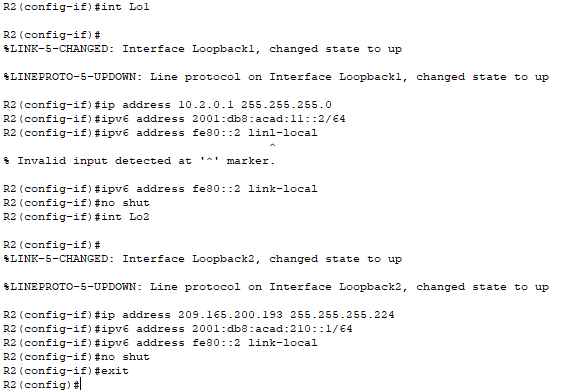 R2(config-if)#int Lo1
R2(config-if)#
%LINK-5-CHANGED: Interface Loopback1, changed state to up
%LINEPROTO-5-UPDOWN: Line protocol on Interface Loopback1, changed state to up
R2(config-if)#ip address 10.2.0.1 255.255.255.0
R2(config-if)#ipv6 address 2001:db8:acad:11::2/64
R2(config-if)#ipv6 address fe80::2 linl-local
^
% Invalid input detected at '^' marker.
R2(config-if)#ipv6 address fe80::2 link-local
R2(config-if)#no shut
R2(config-if)#int Lo2
R2(config-if)#
%LINK-5-CHANGED: Interface Loopback2, changed state to up
%LINEPROTO-5-UPDOWN: Line protocol on Interface Loopback2, changed state to up
R2(config-if)#ip address 209.165.200.193 255.255.255.224
R2(config-if)#ipv6 address 2001:db8:acad:210::1/64
R2(config-if)#ipv6 address fe80::2 link-local
R2(config-if)#no shut
R2(config-if)#exit
R2(config)#